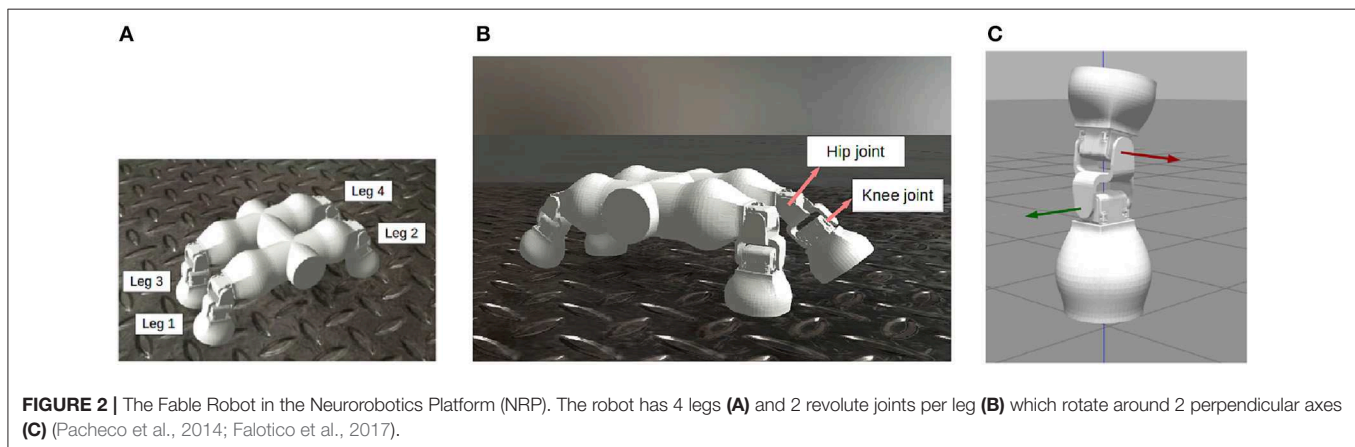 A
B
C
Leg 4
Leg 2
Leg 3
Leg 1
Hip joint
Knee joint
FIGURE 2 | The Fable Robot in the Neurorobotics Platform (NRP). The robot has 4 legs (A) and 2 revolute joints per leg (B) which rotate around 2 perpendicular axes
(C) (Pacheco et al., 2014; Falotico et al., 2017).